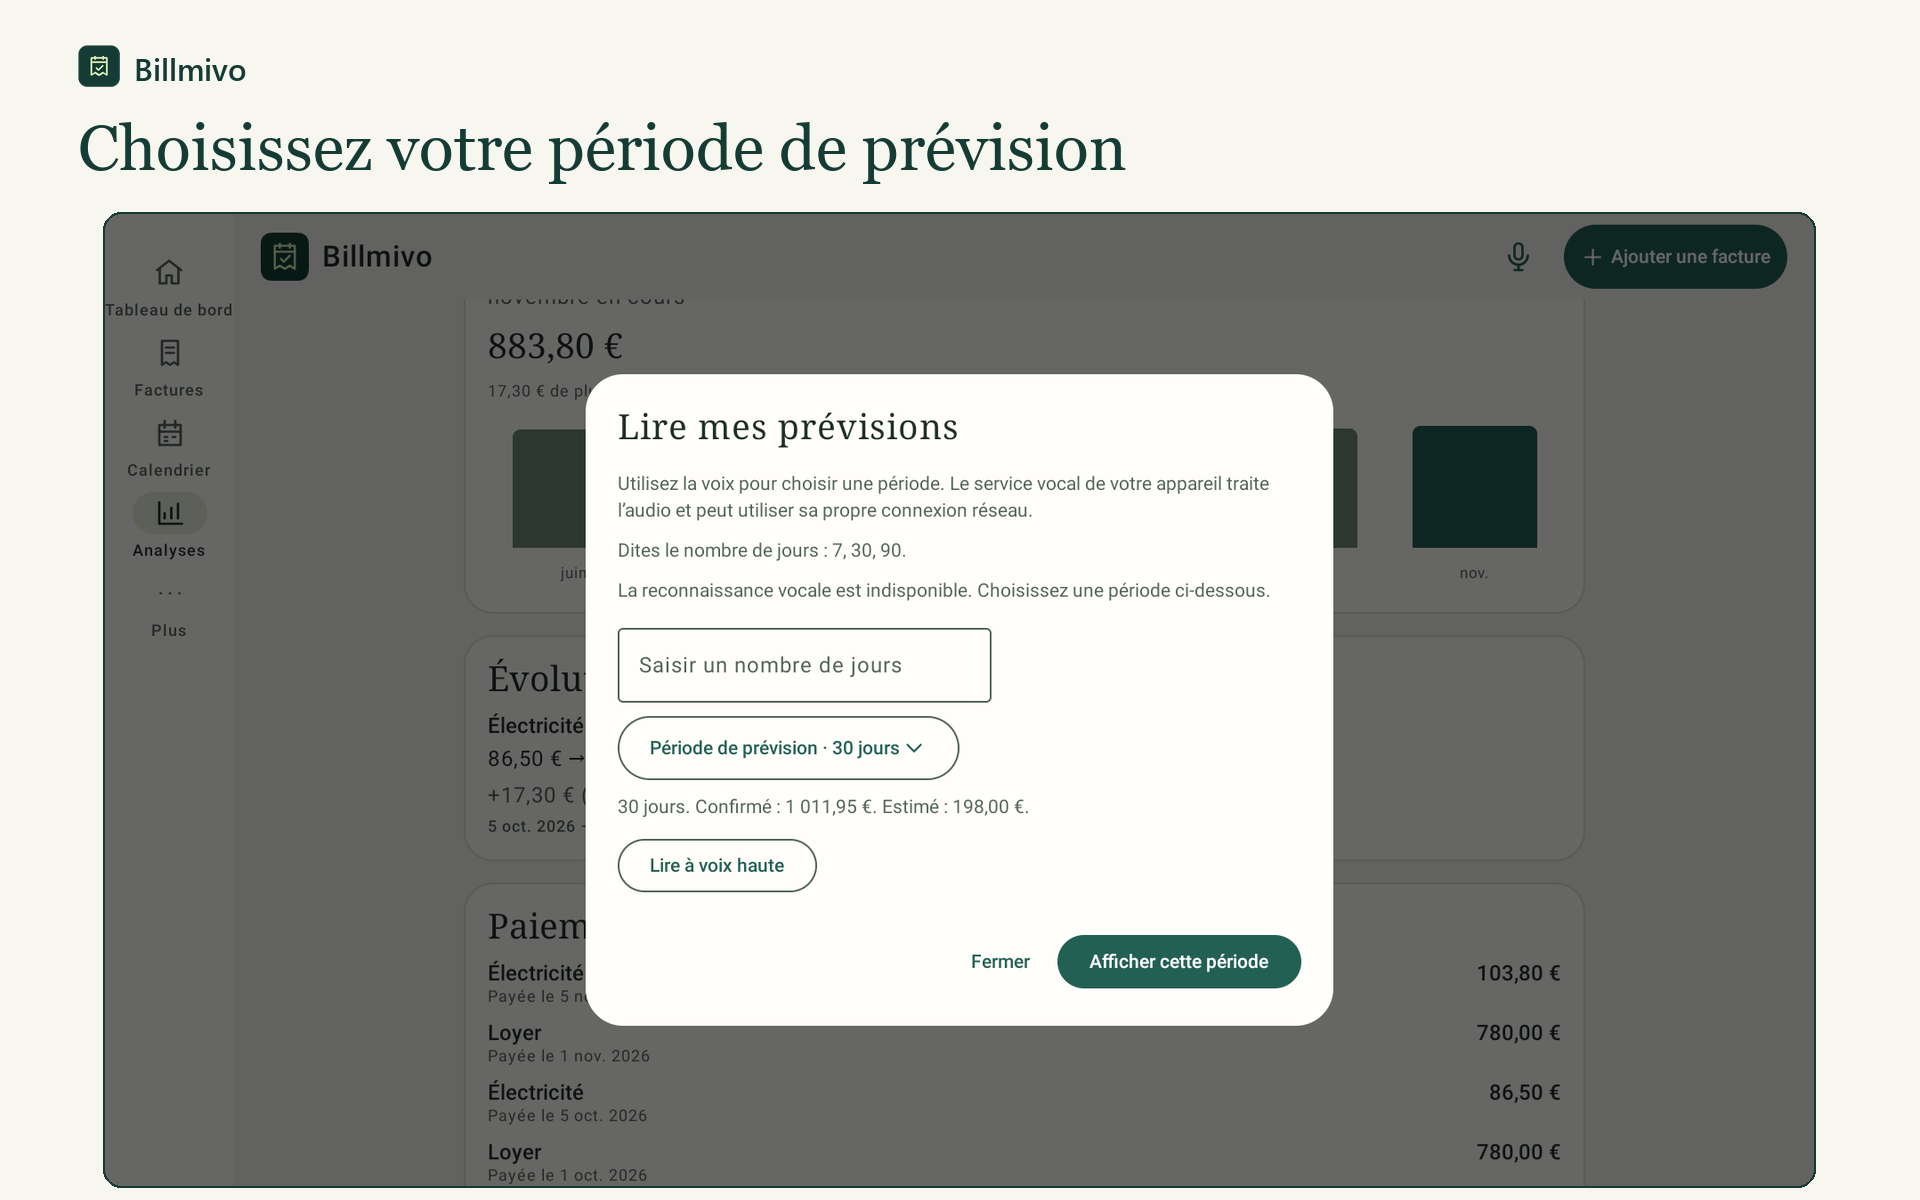 Billmivo
Choisissez votre période de prévision
Billmivo
Ajouter une facture
Tableau de bord
Factures
Calendrier
Analyses
Plus
novembre en cours
883,80 €
17,30 € de
juin
nov.
Électricité
86,50 € →
+17,30 € (
5 oct. 2026
Lire mes prévisions
Utilisez la voix pour choisir une période. Le service vocal de votre appareil traite
l’audio et peut utiliser sa propre connexion réseau.
Dites le nombre de jours : 7, 30, 90.
La reconnaissance vocale est indisponible. Choisissez une période ci-dessous.
Saisir un nombre de jours
Période de prévision · 30 jours
30 jours. Confirmé : 1 011,95 €. Estimé : 198,00 €.
Lire à voix haute
Fermer
Afficher cette période
Électricité
103,80 €
Payée le 5
Loyer
780,00 €
Payée le 1 nov. 2026
Électricité
86,50 €
Payée le 5 oct. 2026
Loyer
780,00 €
Payée le 1 oct. 2026